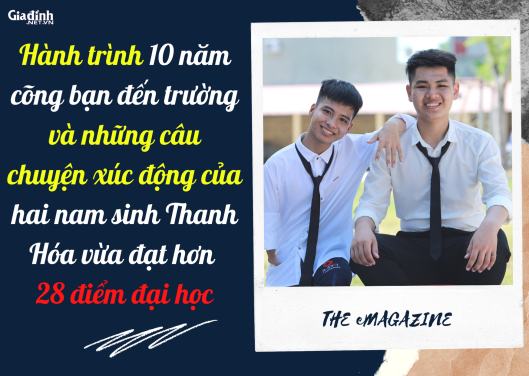 Giađình
.NET.VN
Hành trình 10 năm
cõng bạn đến trường
và những câu
chuyện xúc động của
hai nam sinh Thanh
Hóa vừa đạt hơn
28 điểm đại học
THE eMAGAZINE